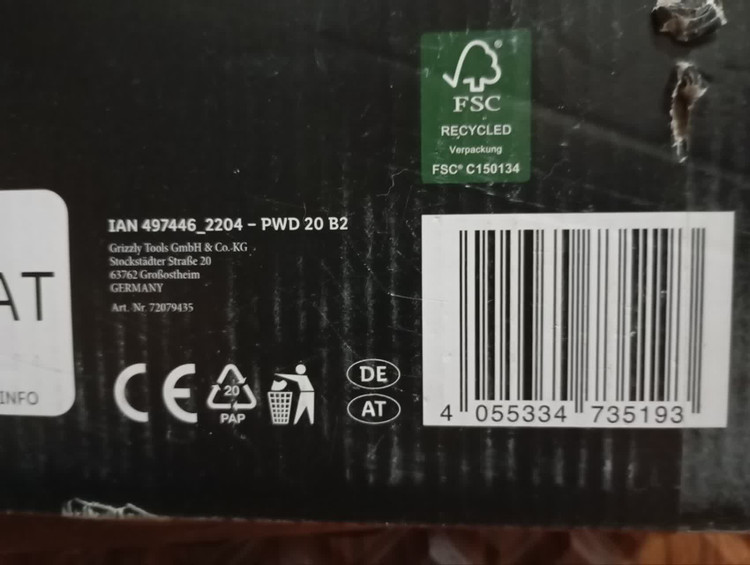 FSC
RECYCLED
Verpackung
FSC® C150134
IAN 497446_2204 – PWD 20 B2
Grizzly Tools GmbH & Co. KG
Stockstädter Straße 20
63762 Großostheim
GERMANY
Art. Nr. 72079435
AT
INFO
CE
20
PAP
DE
AT
4 055334 735193